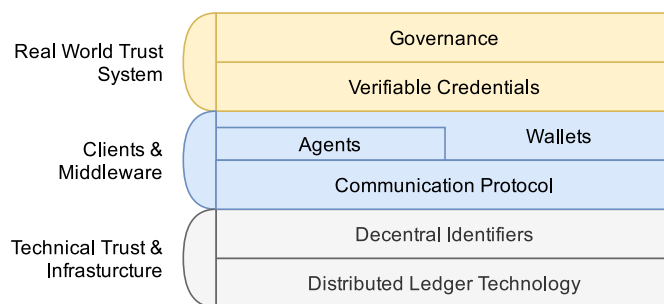 Real World Trust
System
Governance
Verifiable Credentials
Clients &
Middleware
Agents
Wallets
Communication Protocol
Technical Trust &
Infrasturcture
Decentral Identifiers
Distributed Ledger Technology